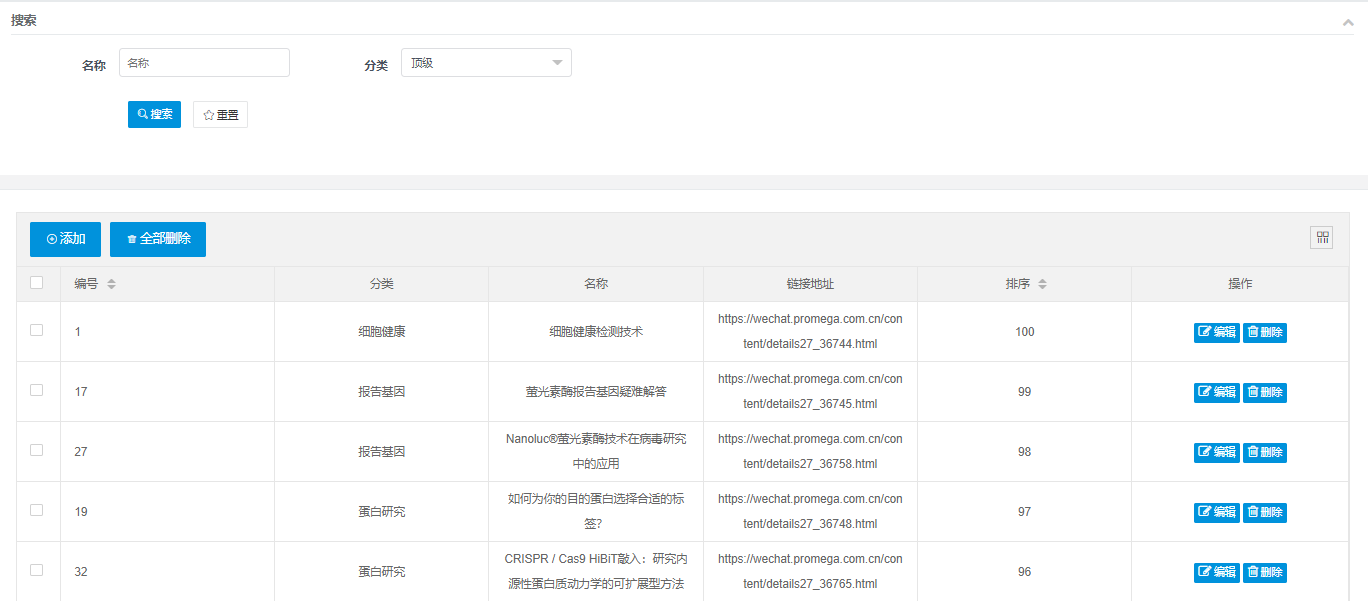 搜索
名称 名称 分类 顶级
搜索 重置
添加 全部删除
编号 分类 名称 链接地址 排序 操作
1 细胞健康 细胞健康检测技术 https://wechat.promega.com.cn/con
tent/details27_36744.html 100 编辑 删除
17 报告基因 萤光素酶报告基因疑难解答 https://wechat.promega.com.cn/con
tent/details27_36745.html 99 编辑 删除
27 报告基因 Nanoluc®萤光素酶技术在病毒研究
中的应用 https://wechat.promega.com.cn/con
tent/details27_36758.html 98 编辑 删除
19 蛋白研究 如何为你的目的蛋白选择合适的标
签? https://wechat.promega.com.cn/con
tent/details27_36748.html 97 编辑 删除
32 蛋白研究 CRISPR / Cas9 HiBiT敲入：研究内
源性蛋白质动力学的可扩展型方法 https://wechat.promega.com.cn/con
tent/details27_36765.html 96 编辑 删除